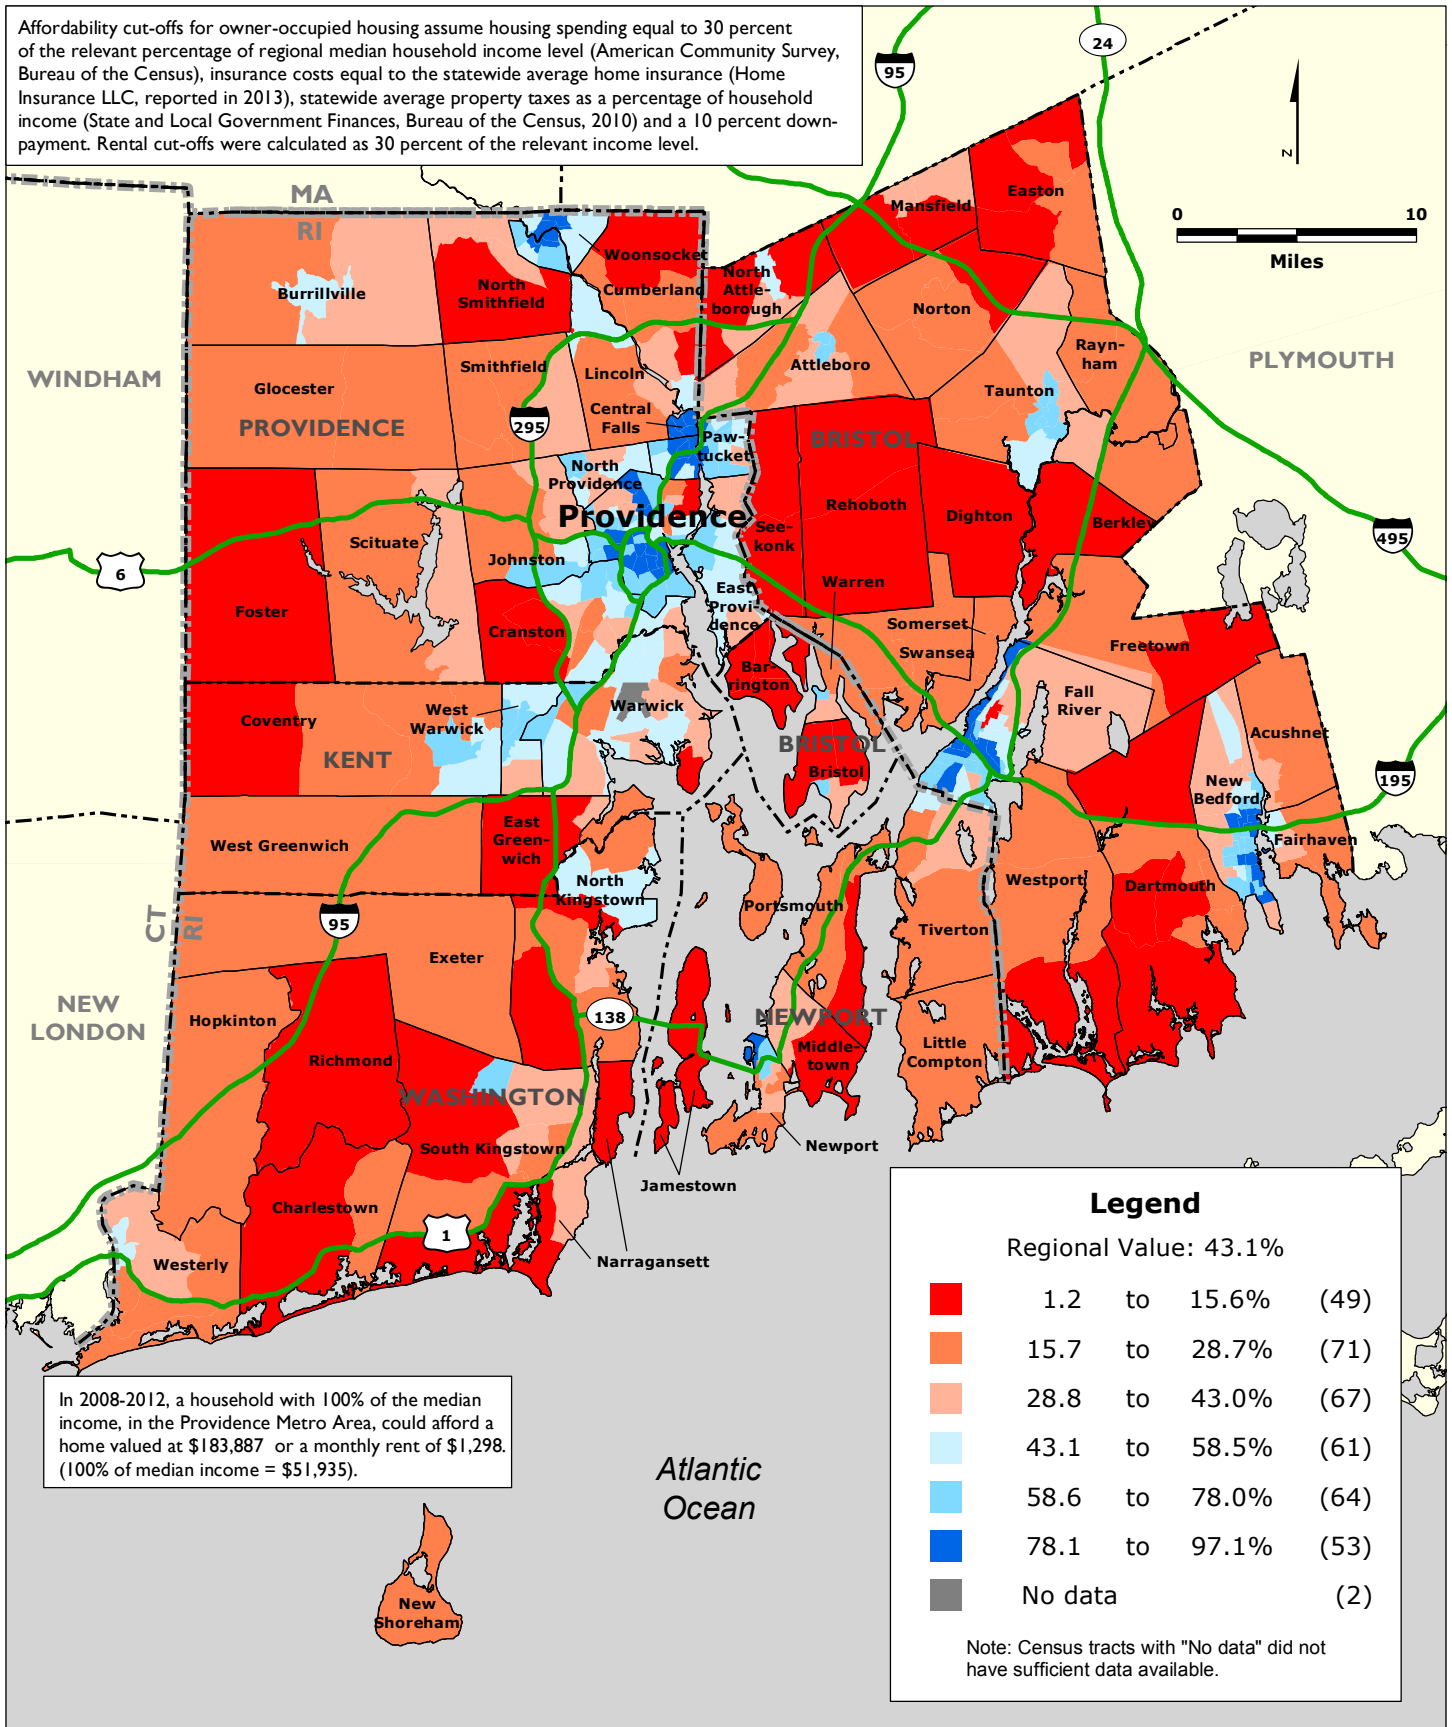 Affordability cut-offs for owner-occupied housing assume housing spending equal to 30 percent
of the relevant percentage of regional median household income level (American Community Survey,
Bureau of the Census), insurance costs equal to the statewide average home insurance (Home
Insurance LLC, reported in 2013), statewide average property taxes as a percentage of household
income (State and Local Government Finances, Bureau of the Census, 2010) and a 10 percent down-
payment. Rental cut-offs were calculated as 30 percent of the relevant income level.
95
24
N
0 10
Miles
MA
RI
Easton
Mansfield
Woonsocket
North
Attle-
borough
Burrillville
North
Smithfield
Cumberland
Norton
Rayn-
ham
PLYMOUTH
WINDHAM
Glocester
Smithfield
Lincoln
Attleboro
Taunton
PROVIDENCE
295
Central
Falls
Paw-
tucket
BRISTOL
North
Providence
Providence
See-
konk
Rehoboth
Dighton
Berkley
495
6
Scituate
Johnston
Warren
Foster
Cranston
East
Provi-
dence
Somerset
Swansea
Freetown
Bar-
rington
Fall
River
Coventry
West
Warwick
Warwick
KENT
BRISTOL
Bristol
Acushnet
New
Bedford
195
West Greenwich
East
Green-
wich
Fairhaven
North
Kingstown
Portsmouth
Westport
Dartmouth
CT
RI
95
Tiverton
Exeter
NEW
LONDON
Hopkinton
138
NEWPORT
Richmond
Middle-
town
Little
Compton
WASHINGTON
South Kingstown
Newport
Jamestown
Charlestown
1
Narragansett
Westerly
Legend
Regional Value: 43.1%
1.2 to 15.6% (49)
15.7 to 28.7% (71)
28.8 to 43.0% (67)
43.1 to 58.5% (61)
58.6 to 78.0% (64)
78.1 to 97.1% (53)
No data (2)
Note: Census tracts with "No data" did not
have sufficient data available.
In 2008-2012, a household with 100% of the median
income, in the Providence Metro Area, could afford a
home valued at $183,887 or a monthly rent of $1,298.
(100% of median income = $51,935).
Atlantic
Ocean
New
Shoreham